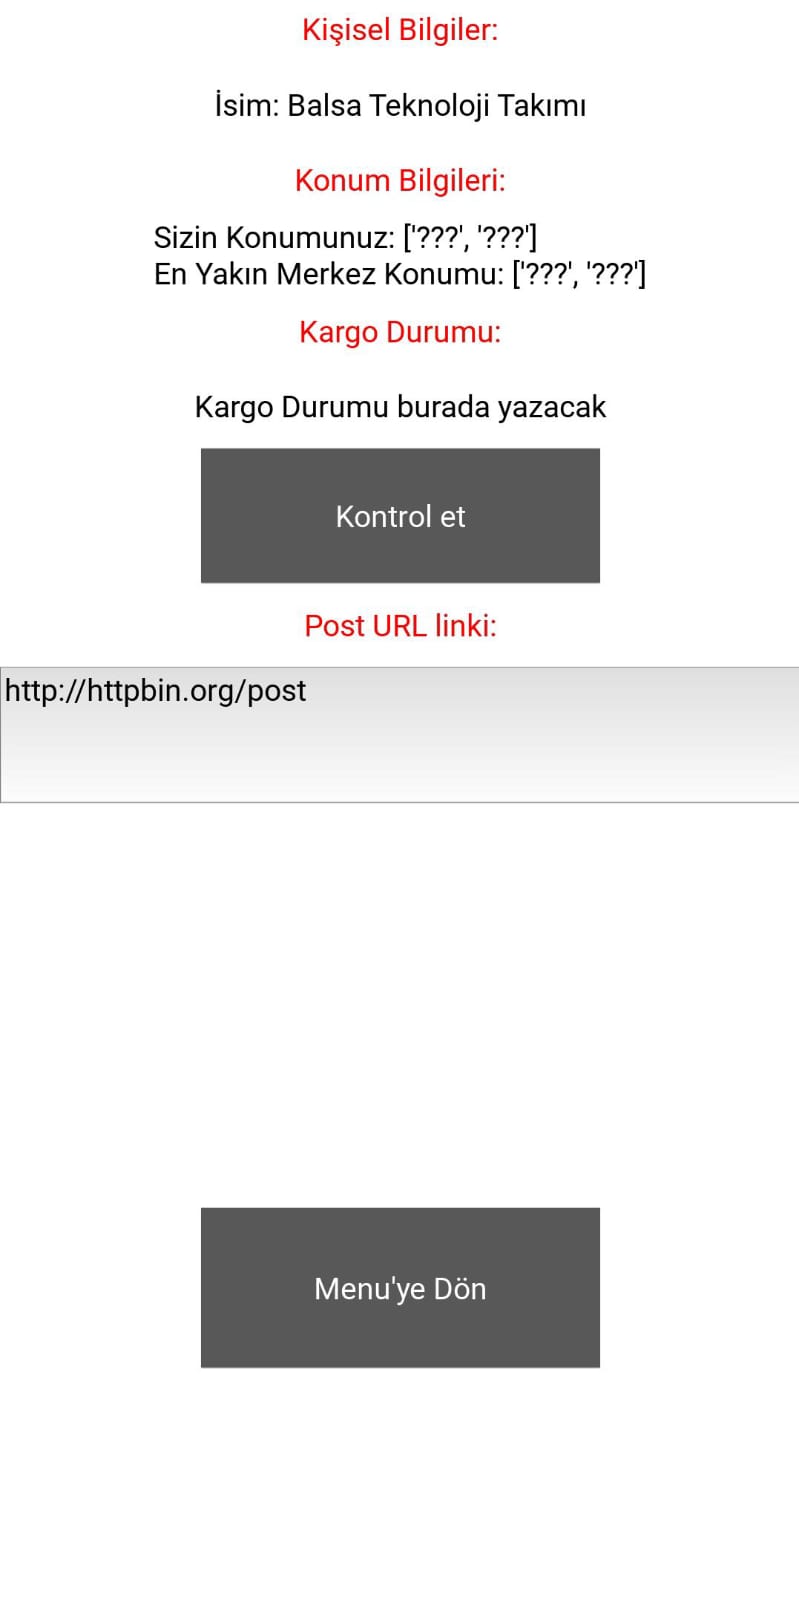 Kişisel Bilgiler:
İsim: Balsa Teknoloji Takımı
Konum Bilgileri:
Sizin Konumunuz: ['???', '???']
En Yakın Merkez Konumu: ['???', '???']
Kargo Durumu:
Kargo Durumu burada yazacak
Kontrol et
Post URL linki:
http://httpbin.org/post
Menu'ye Dön